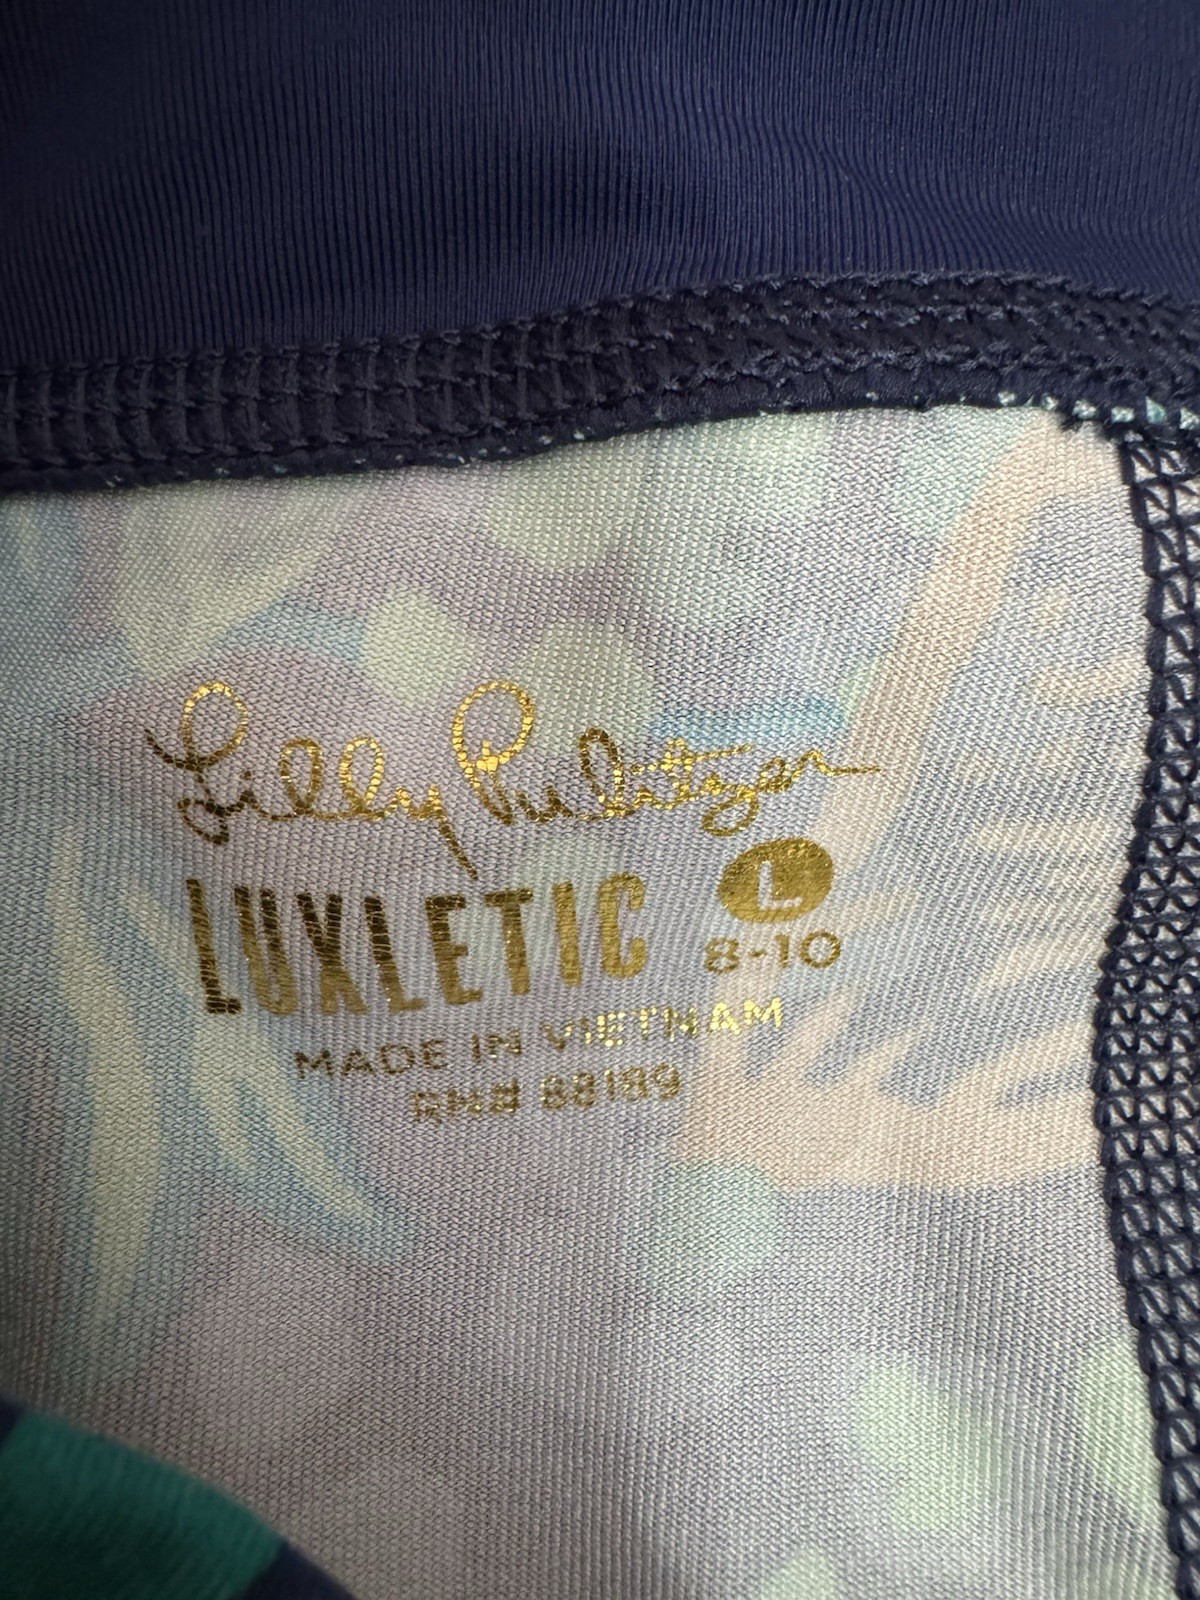 Lilly Pulitzer
LUXLETIC L
8-10
MADE IN VIETNAM
RN# 88189